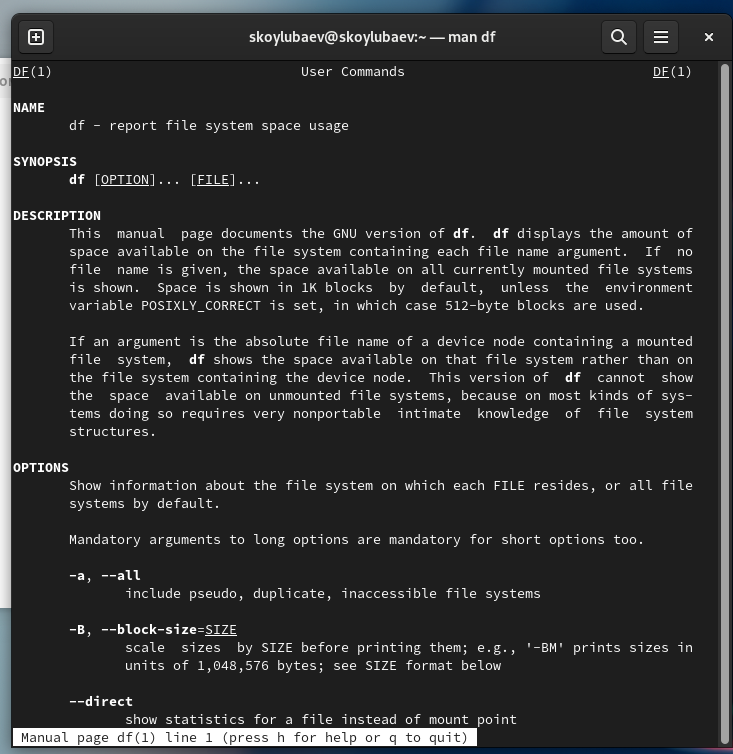 skoylubaev@skoylubaev:~ — man df
DF(1) User Commands DF(1)
NAME
df - report file system space usage
SYNOPSIS
df [OPTION]... [FILE]...
DESCRIPTION
This manual page documents the GNU version of df. df displays the amount of
space available on the file system containing each file name argument. If no
file name is given, the space available on all currently mounted file systems
is shown. Space is shown in 1K blocks by default, unless the environment
variable POSIXLY_CORRECT is set, in which case 512-byte blocks are used.
If an argument is the absolute file name of a device node containing a mounted
file system, df shows the space available on that file system rather than on
the file system containing the device node. This version of df cannot show
the space available on unmounted file systems, because on most kinds of sys-
tems doing so requires very nonportable intimate knowledge of file system
structures.
OPTIONS
Show information about the file system on which each FILE resides, or all file
systems by default.
Mandatory arguments to long options are mandatory for short options too.
-a, --all
include pseudo, duplicate, inaccessible file systems
-B, --block-size=SIZE
scale sizes by SIZE before printing them; e.g., '-BM' prints sizes in
units of 1,048,576 bytes; see SIZE format below
--direct
show statistics for a file instead of mount point
Manual page df(1) line 1 (press h for help or q to quit)